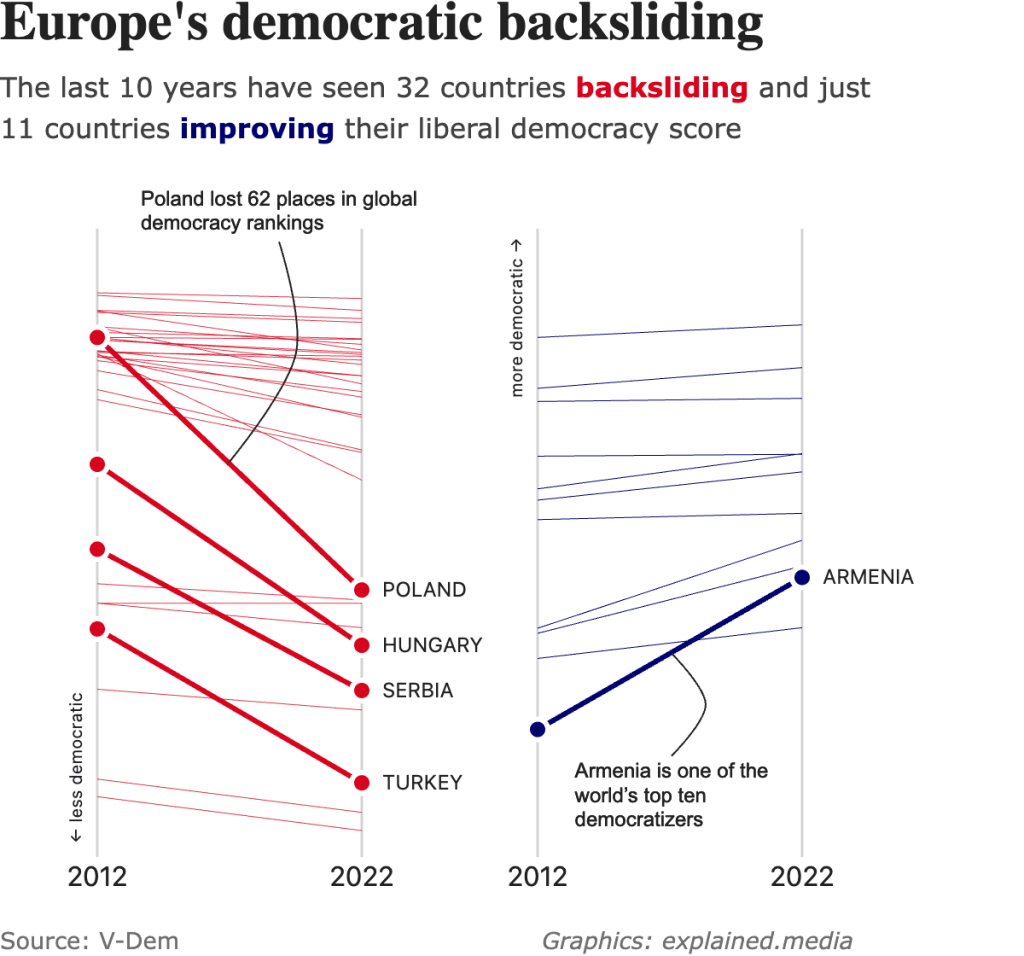 Europe's democratic backsliding
The last 10 years have seen 32 countries backsliding and just
11 countries improving their liberal democracy score
Poland lost 62 places in global
democracy rankings
more democratic →
POLAND
HUNGARY
SERBIA
TURKEY
← less democratic
ARMENIA
Armenia is one of the
world’s top ten
democratizers
2012
2022
2012
2022
Source: V-Dem
Graphics: explained.media